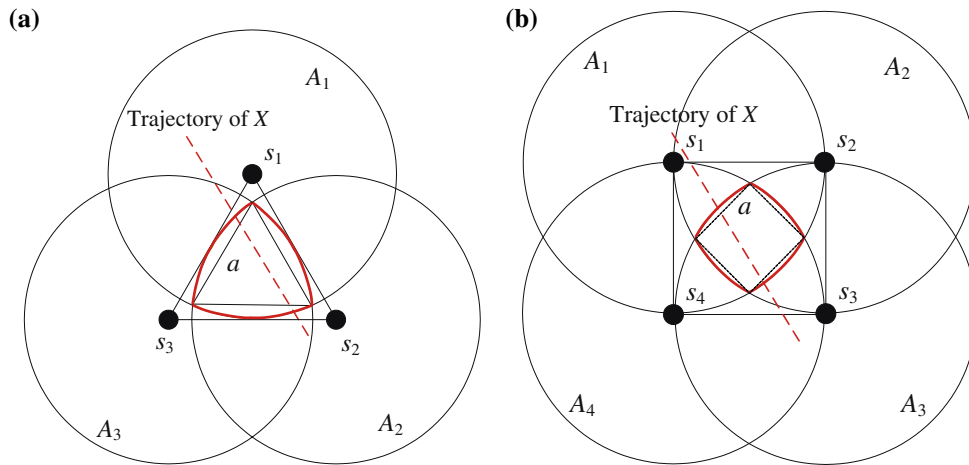 (a)
A₁
Trajectory of X
s₁
a
s₃
s₂
A₃
A₂
(b)
A₁
A₂
Trajectory of X
s₁
s₂
a
s₄
s₃
A₄
A₃